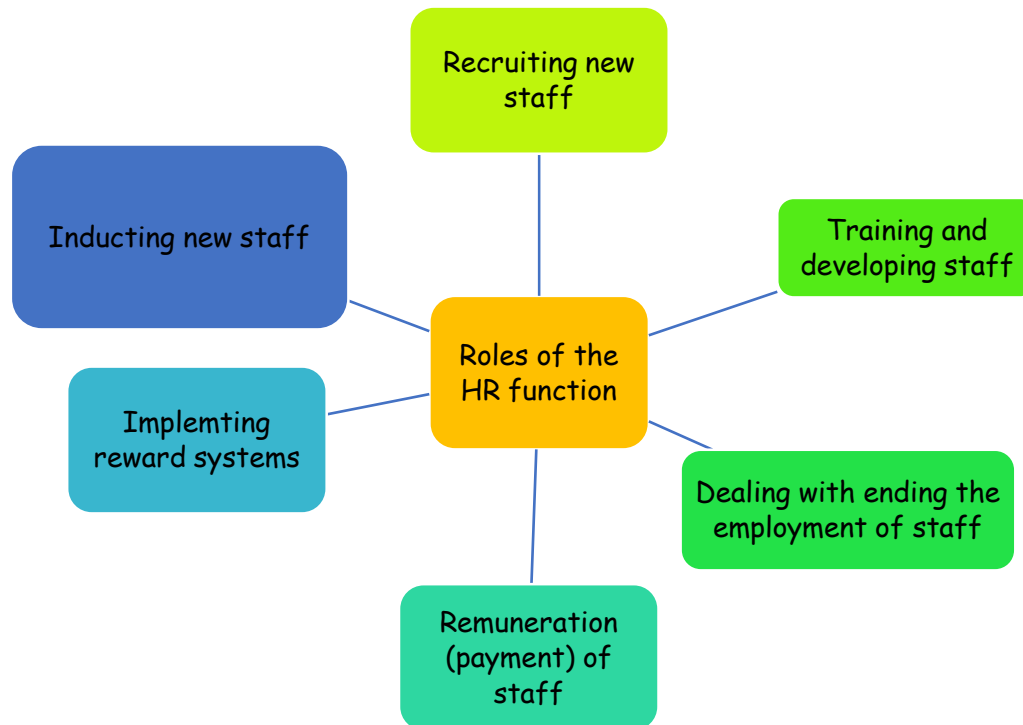 Recruiting new
staff
Inducting new staff
Training and
developing staff
Roles of the
HR function
Implemting
reward systems
Dealing with ending the
employment of staff
Remuneration
(payment) of
staff